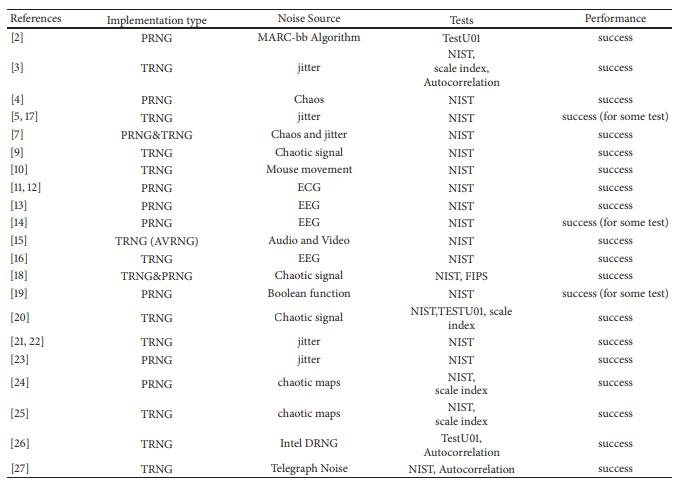 References Implementation type Noise Source Tests Performance
[2] PRNG MARC-bb Algorithm TestU01 success
[3] TRNG jitter NIST, scale index, Autocorrelation success
[4] PRNG Chaos NIST success
[5, 17] TRNG jitter NIST success (for some test)
[7] PRNG&TRNG Chaos and jitter NIST success
[9] TRNG Chaotic signal NIST success
[10] TRNG Mouse movement NIST success
[11, 12] PRNG ECG NIST success
[13] PRNG EEG NIST success
[14] PRNG EEG NIST success (for some test)
[15] TRNG (AVRNG) Audio and Video NIST success
[16] TRNG EEG NIST success
[18] TRNG&PRNG Chaotic signal NIST, FIPS success
[19] PRNG Boolean function NIST success (for some test)
[20] TRNG Chaotic signal NIST,TESTU01, scale index success
[21, 22] TRNG jitter NIST success
[23] PRNG jitter NIST success
[24] PRNG chaotic maps NIST, scale index success
[25] TRNG chaotic maps NIST, scale index success
[26] TRNG Intel DRNG TestU01, Autocorrelation success
[27] TRNG Telegraph Noise NIST, Autocorrelation success